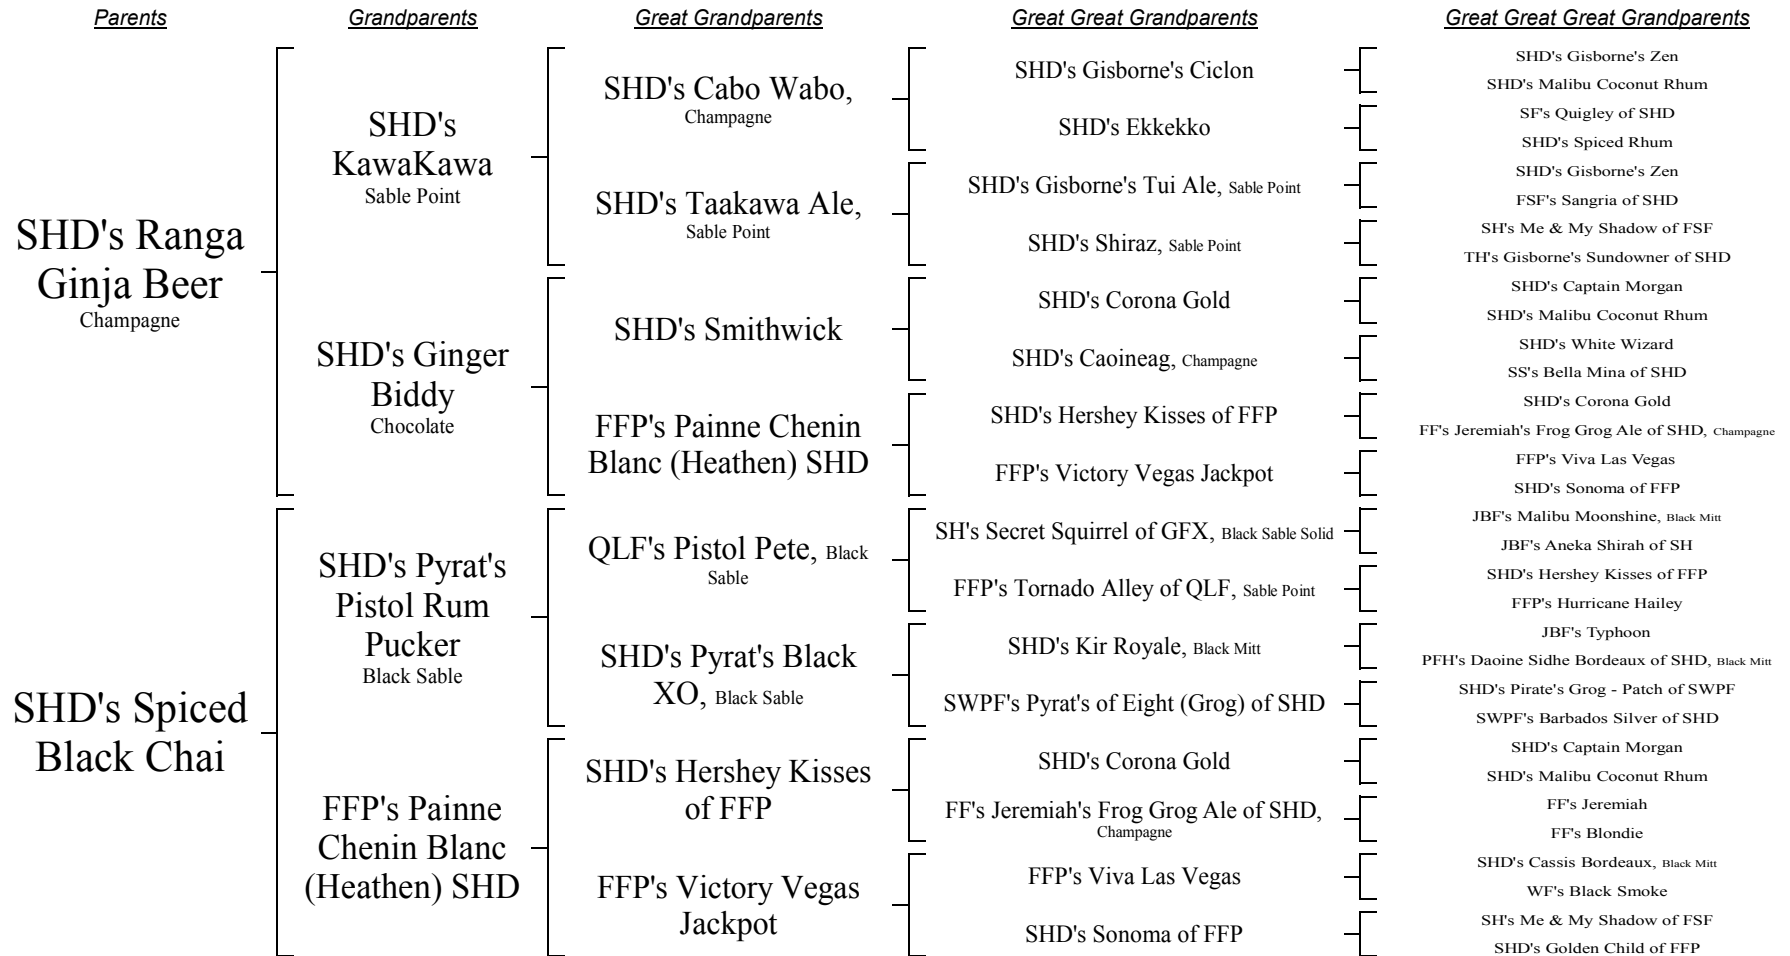 Parents
Grandparents
Great Grandparents
Great Great Grandparents
Great Great Great Grandparents
SHD's Ranga
Ginja Beer
Champagne
SHD's Spiced
Black Chai
SHD's
KawaKawa
Sable Point
SHD's Ginger
Biddy
Chocolate
SHD's Pyrat's
Pistol Rum
Pucker
Black Sable
FFP's Painne
Chenin Blanc
(Heathen) SHD
SHD's Cabo Wabo,
Champagne
SHD's Taakawa Ale,
Sable Point
SHD's Smithwick
FFP's Painne Chenin
Blanc (Heathen) SHD
QLF's Pistol Pete, Black
Sable
SHD's Pyrat's Black
XO, Black Sable
SHD's Hershey Kisses
of FFP
FFP's Victory Vegas
Jackpot
SHD's Gisborne's Ciclon
SHD's Ekkekko
SHD's Gisborne's Tui Ale, Sable Point
SHD's Shiraz, Sable Point
SHD's Corona Gold
SHD's Caoineag, Champagne
SHD's Hershey Kisses of FFP
FFP's Victory Vegas Jackpot
SH's Secret Squirrel of GFX, Black Sable Solid
FFP's Tornado Alley of QLF, Sable Point
SHD's Kir Royale, Black Mitt
SWPF's Pyrat's of Eight (Grog) of SHD
SHD's Corona Gold
FF's Jeremiah's Frog Grog Ale of SHD,
Champagne
FFP's Viva Las Vegas
SHD's Sonoma of FFP
SHD's Gisborne's Zen
SHD's Malibu Coconut Rhum
SF's Quigley of SHD
SHD's Spiced Rhum
SHD's Gisborne's Zen
FSF's Sangria of SHD
SH's Me & My Shadow of FSF
TH's Gisborne's Sundowner of SHD
SHD's Captain Morgan
SHD's Malibu Coconut Rhum
SHD's White Wizard
SS's Bella Mina of SHD
SHD's Corona Gold
FF's Jeremiah's Frog Grog Ale of SHD, Champagne
FFP's Viva Las Vegas
SHD's Sonoma of FFP
JBF's Malibu Moonshine, Black Mitt
JBF's Aneka Shirah of SH
SHD's Hershey Kisses of FFP
FFP's Hurricane Hailey
JBF's Typhoon
PFH's Daoine Sidhe Bordeaux of SHD, Black Mitt
SHD's Pirate's Grog - Patch of SWPF
SWPF's Barbados Silver of SHD
SHD's Captain Morgan
SHD's Malibu Coconut Rhum
FF's Jeremiah
FF's Blondie
SHD's Cassis Bordeaux, Black Mitt
WF's Black Smoke
SH's Me & My Shadow of FSF
SHD's Golden Child of FFP